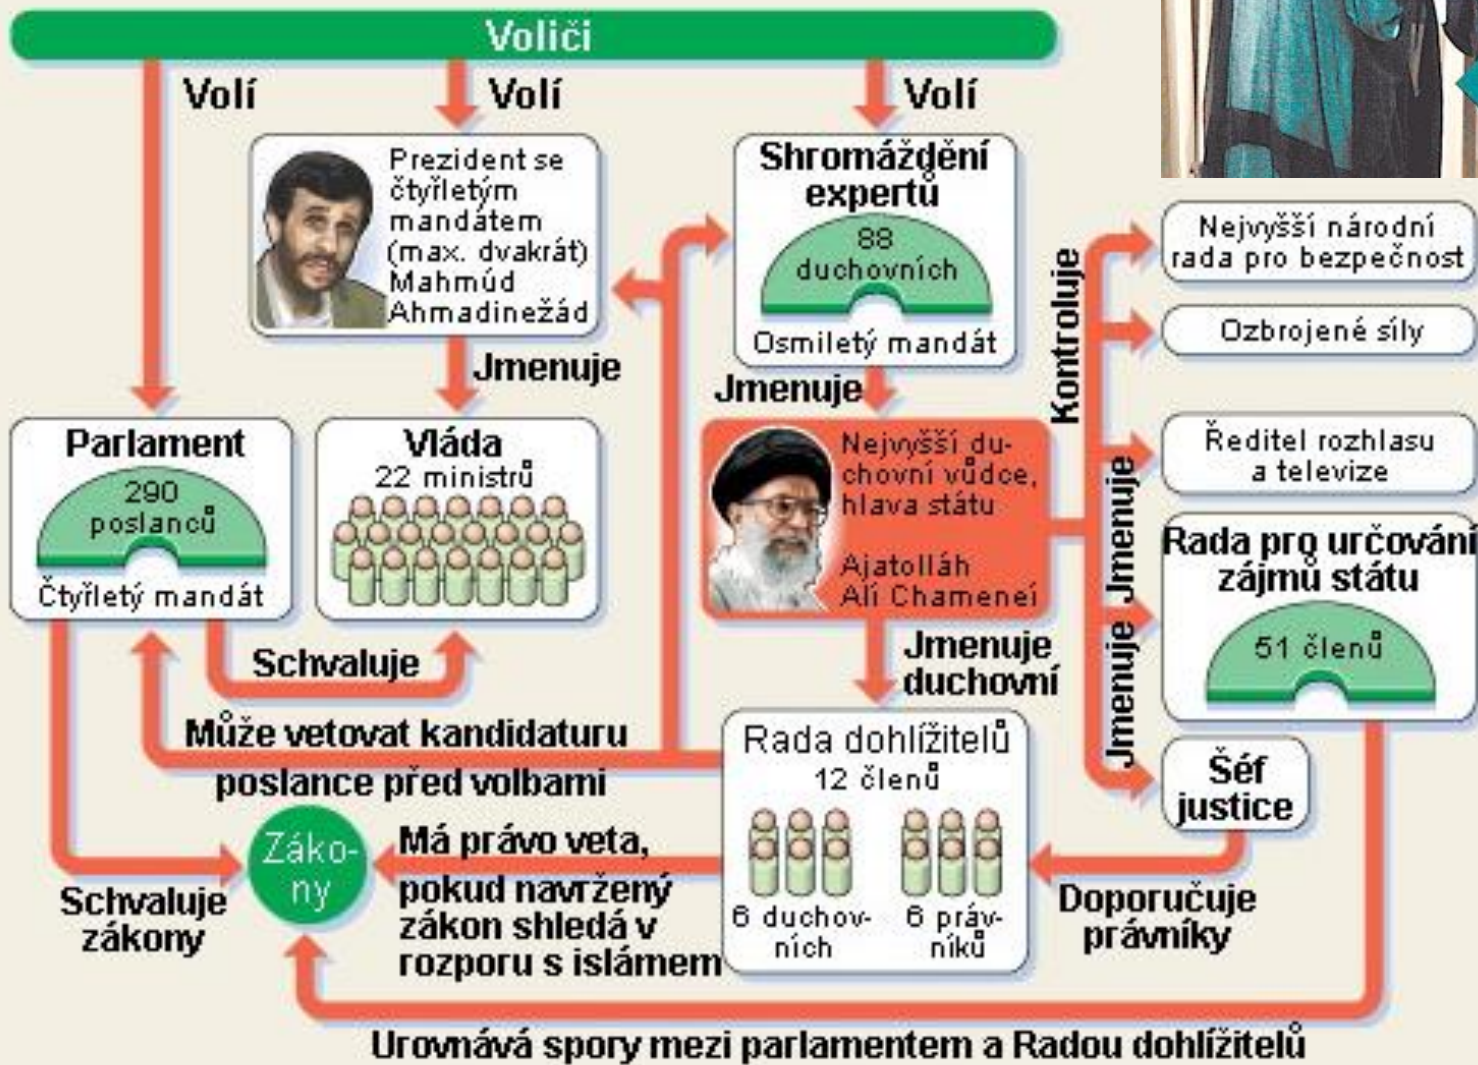 Voliči
Volí
Volí
Volí
Prezident se
čtyřletým
mandátem
(max. dvakrát)
Mahmúd
Ahmadinežád
Shromáždění
expertů
88
duchovních
Osmiletý mandát
Kontroluje
Nejvyšší národní
rada pro bezpečnost
Ozbrojené síly
Jmenuje
Jmenuje
Parlament
290
poslanců
Čtyřletý mandát
Vláda
22 ministrů
Nejvyšší du-
chovní vůdce,
hlava státu
Ajatolláh
Alí Chameneí
Jmenuje
Ředitel rozhlasu
a televize
Jmenuje
Rada pro určování
zájmů státu
51 členů
Schvaluje
Jmenuje
duchovní
Může vetovat kandidaturu
poslance před volbami
Rada dohlížitelů
12 členů
6 duchov-
ních
6 práv-
níků
Šéf
justice
Záko-
ny
Má právo veta,
pokud navržený
zákon shledá v
rozporu s islámem
Schvaluje
zákony
Doporučuje
právníky
Urovnává spory mezi parlamentem a Radou dohlížitelů